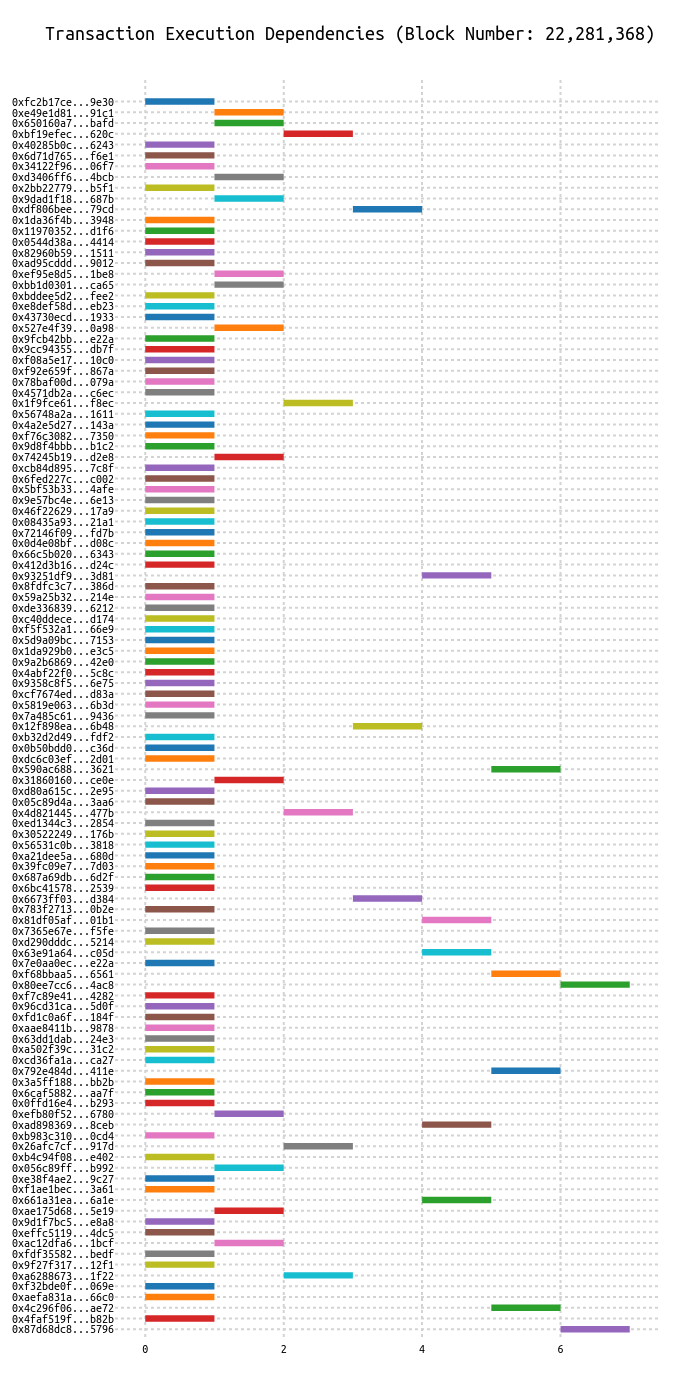 Transaction Execution Dependencies (Block Number: 22,281,368)
0xfc2b17ce...9e30
0xe49e1d81...91c1
0x650160a7...bafd
0xbf19efec...620c
0x40285b0c...6243
0x6d71d765...f6e1
0x34122f96...06f7
0xd3406ff6...4bcb
0x2bb22779...b5f1
0x9dad1f18...687b
0xdf806bee...79cd
0x1da36f4b...3948
0x11970352...d1f6
0x0544d38a...4414
0x82960b59...1511
0xad95cddd...9012
0xef95e8d5...1be8
0xbb1d0301...ca65
0xbddee5d2...fee2
0xe8def58d...eb23
0x43730ecd...1933
0x527e4f39...0a98
0x9fcb42bb...e22a
0x9cc94355...db7f
0xf08a5e17...10c0
0xf92e659f...867a
0x78baf00d...079a
0x4571db2a...c6ec
0x1f9fce61...f8ec
0x56748a2a...1611
0x4a2e5d27...143a
0xf76c3082...7350
0x9d8f4bbb...b1c2
0x74245b19...d2e8
0xcb84d895...7c8f
0x6fed227c...c002
0x5bf53b33...4afe
0x9e57bc4e...6e13
0x46f22629...17a9
0x08435a93...21a1
0x72146f09...fd7b
0x0d4e08bf...d08c
0x66c5b020...6343
0x412d3b16...d24c
0x93251df9...3d81
0x8fdfc3c7...386d
0x59a25b32...214e
0xde336839...6212
0xc40ddece...d174
0xf5f532a1...66e9
0x5d9a09bc...7153
0x1da929b0...e3c5
0x9a2b6869...42e0
0x4abf22f0...5c8c
0x9358c8f5...6e75
0xcf7674ed...d83a
0x5819e063...6b3d
0x7a485c61...9436
0x12f898ea...6b48
0xb32d2d49...fdf2
0x0b50bdd0...c36d
0xdc6c03ef...2d01
0x590ac688...3621
0x31860160...ce0e
0xd80a615c...2e95
0x05c89d4a...3aa6
0x4d821445...477b
0xed1344c3...2854
0x30522249...176b
0x56531c0b...3818
0xa21dee5a...680d
0x39fc09e7...7d03
0x687a69db...6d2f
0x6bc41578...2539
0x6673ff03...d384
0x783f2713...0b2e
0x81df05af...01b1
0x7365e67e...f5fe
0xd290dddc...5214
0x63e91a64...c05d
0x7e0aa0ec...e22a
0xf68bbaa5...6561
0x80ee7cc6...4ac8
0xf7c89e41...4282
0x96cd31ca...5d0f
0xfd1c0a6f...184f
0xaae8411b...9878
0x63dd1dab...24e3
0xa502f39c...31c2
0xcd36fa1a...ca27
0x792e484d...411e
0x3a5ff188...bb2b
0x6caf5882...aa7f
0x0ffd16e4...b293
0xefb80f52...6780
0xad898369...8ceb
0xb983c310...0cd4
0x26afc7cf...917d
0xb4c94f08...e402
0x056c89ff...b992
0xe38f4ae2...9c27
0xf1ae1bec...3a61
0x661a31ea...6a1e
0xae175d68...5e19
0x9d1f7bc5...e8a8
0xeffc5119...4dc5
0xac12dfa6...1bcf
0xfdf35582...bedf
0x9f27f317...12f1
0xa6288673...1f22
0xf32bde0f...069e
0xaefa831a...66c0
0x4c296f06...ae72
0x4faf519f...b82b
0x87d68dc8...5796
0 2 4 6